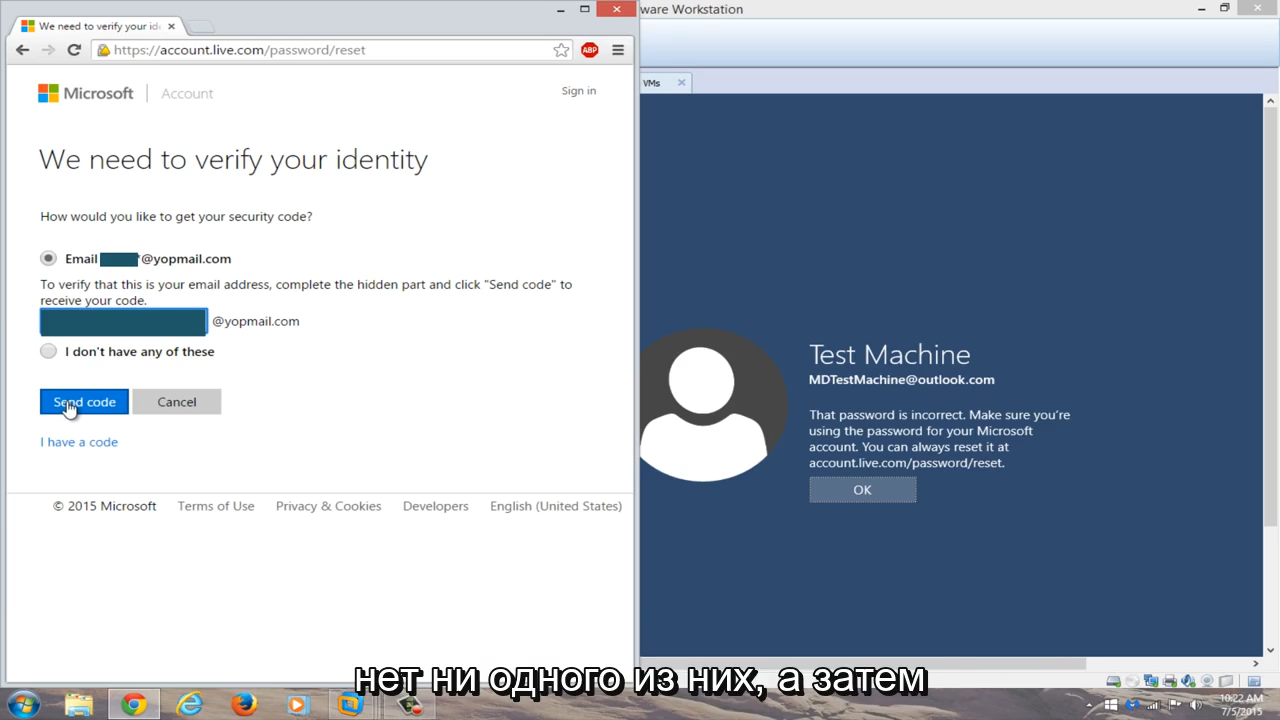 We need to verify your ide
ware Workstation
https://account.live.com/password/reset
ABP
VMs
Microsoft
Account
Sign in
We need to verify your identity
How would you like to get your security code?
Email *@yopmail.com
To verify that this is your email address, complete the hidden part and click "Send code" to
receive your code.
@yopmail.com
I don't have any of these
Send code
Cancel
I have a code
© 2015 Microsoft
Terms of Use
Privacy & Cookies
Developers
English (United States)
Test Machine
MDTestMachine@outlook.com
That password is incorrect. Make sure you're
using the password for your Microsoft
account. You can always reset it at
account.live.com/password/reset.
OK
нет ни одного из них, а затем
10:22 AM
7/5/2015